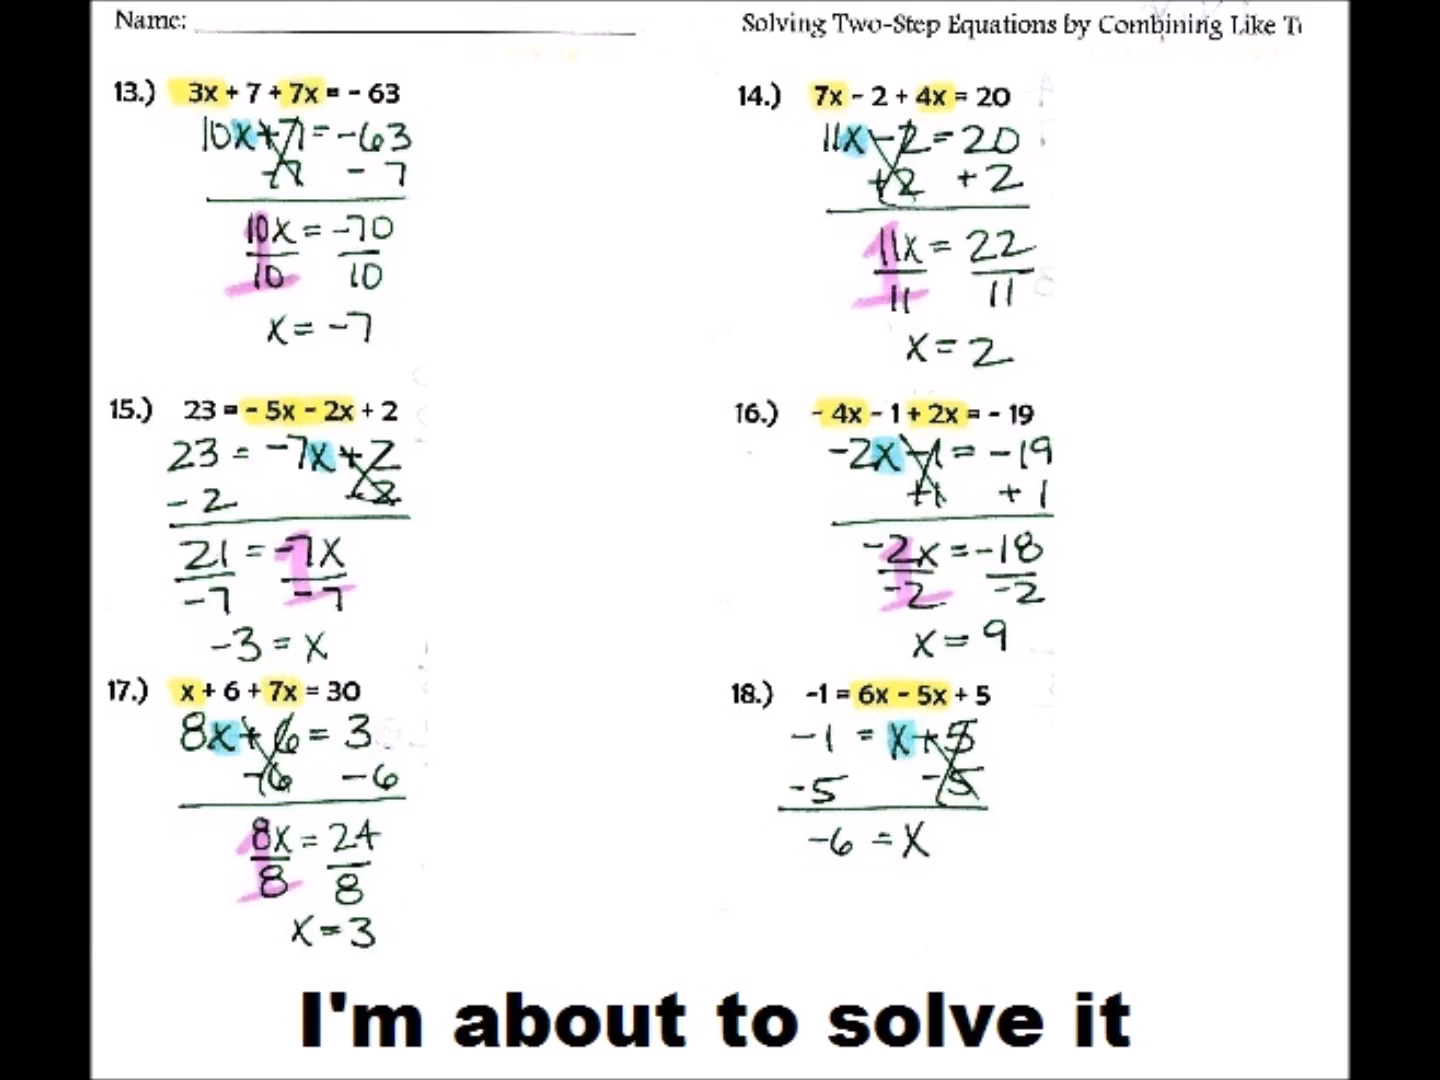 Name:
Solving Two-Step Equations by Combining Like
13.) 3x + 7 + 7x = - 63
10x + 7 = -63
-7 - 7
10x = -70
10 10
x = -7
14.) 7x - 2 + 4x = 20
11x - 2 = 20
+2 +2
11x = 22
11 11
x = 2
15.) 23 = - 5x - 2x + 2
23 = -7x + 2
- 2 - 2
21 = -7x
-7 -7
-3 = x
16.) - 4x - 1 + 2x = - 19
-2x - 1 = -19
+1 + 1
-2x = -18
-2 -2
x = 9
17.) x + 6 + 7x = 30
8x + 6 = 3
-6 -6
8x = 24
8 8
x = 3
18.) -1 = 6x - 5x + 5
-1 = x + 5
-5 -5
-6 = x
I'm about to solve it